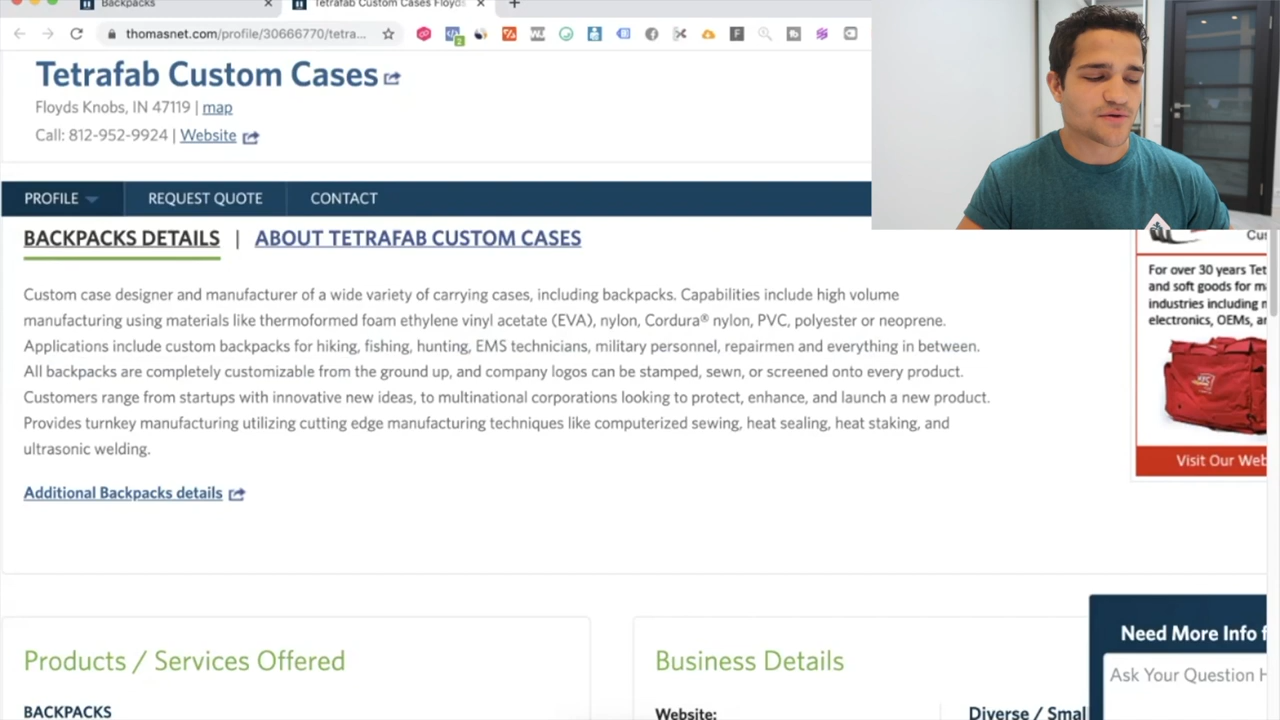 Backpacks
Tetrafab Custom Cases Floyds
thomasnet.com/profile/30666770/tetra...
Tetrafab Custom Cases
Floyds Knobs, IN 47119 | map
Call: 812-952-9924 | Website
PROFILE
REQUEST QUOTE
CONTACT
BACKPACKS DETAILS | ABOUT TETRAFAB CUSTOM CASES
Custom case designer and manufacturer of a wide variety of carrying cases, including backpacks. Capabilities include high volume
manufacturing using materials like thermoformed foam ethylene vinyl acetate (EVA), nylon, Cordura® nylon, PVC, polyester or neoprene.
Applications include custom backpacks for hiking, fishing, hunting, EMS technicians, military personnel, repairmen and everything in between.
All backpacks are completely customizable from the ground up, and company logos can be stamped, sewn, or screened onto every product.
Customers range from startups with innovative new ideas, to multinational corporations looking to protect, enhance, and launch a new product.
Provides turnkey manufacturing utilizing cutting edge manufacturing techniques like computerized sewing, heat sealing, heat staking, and
ultrasonic welding.
Additional Backpacks details
Cus
For over 30 years Tet
and soft goods for m
industries including
electronics, OEMs, a
Visit Our Web
Products / Services Offered
BACKPACKS
Business Details
Website:
Diverse / Smal
Need More Info f
Ask Your Question H